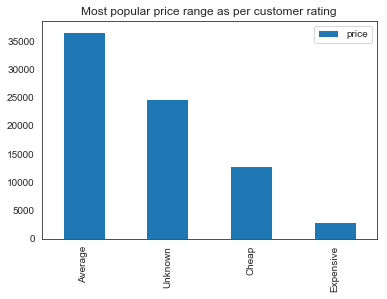 Most popular price range as per customer rating
price
35000
30000
25000
20000
15000
10000
5000
0
Average
Unknown
Cheap
Expensive